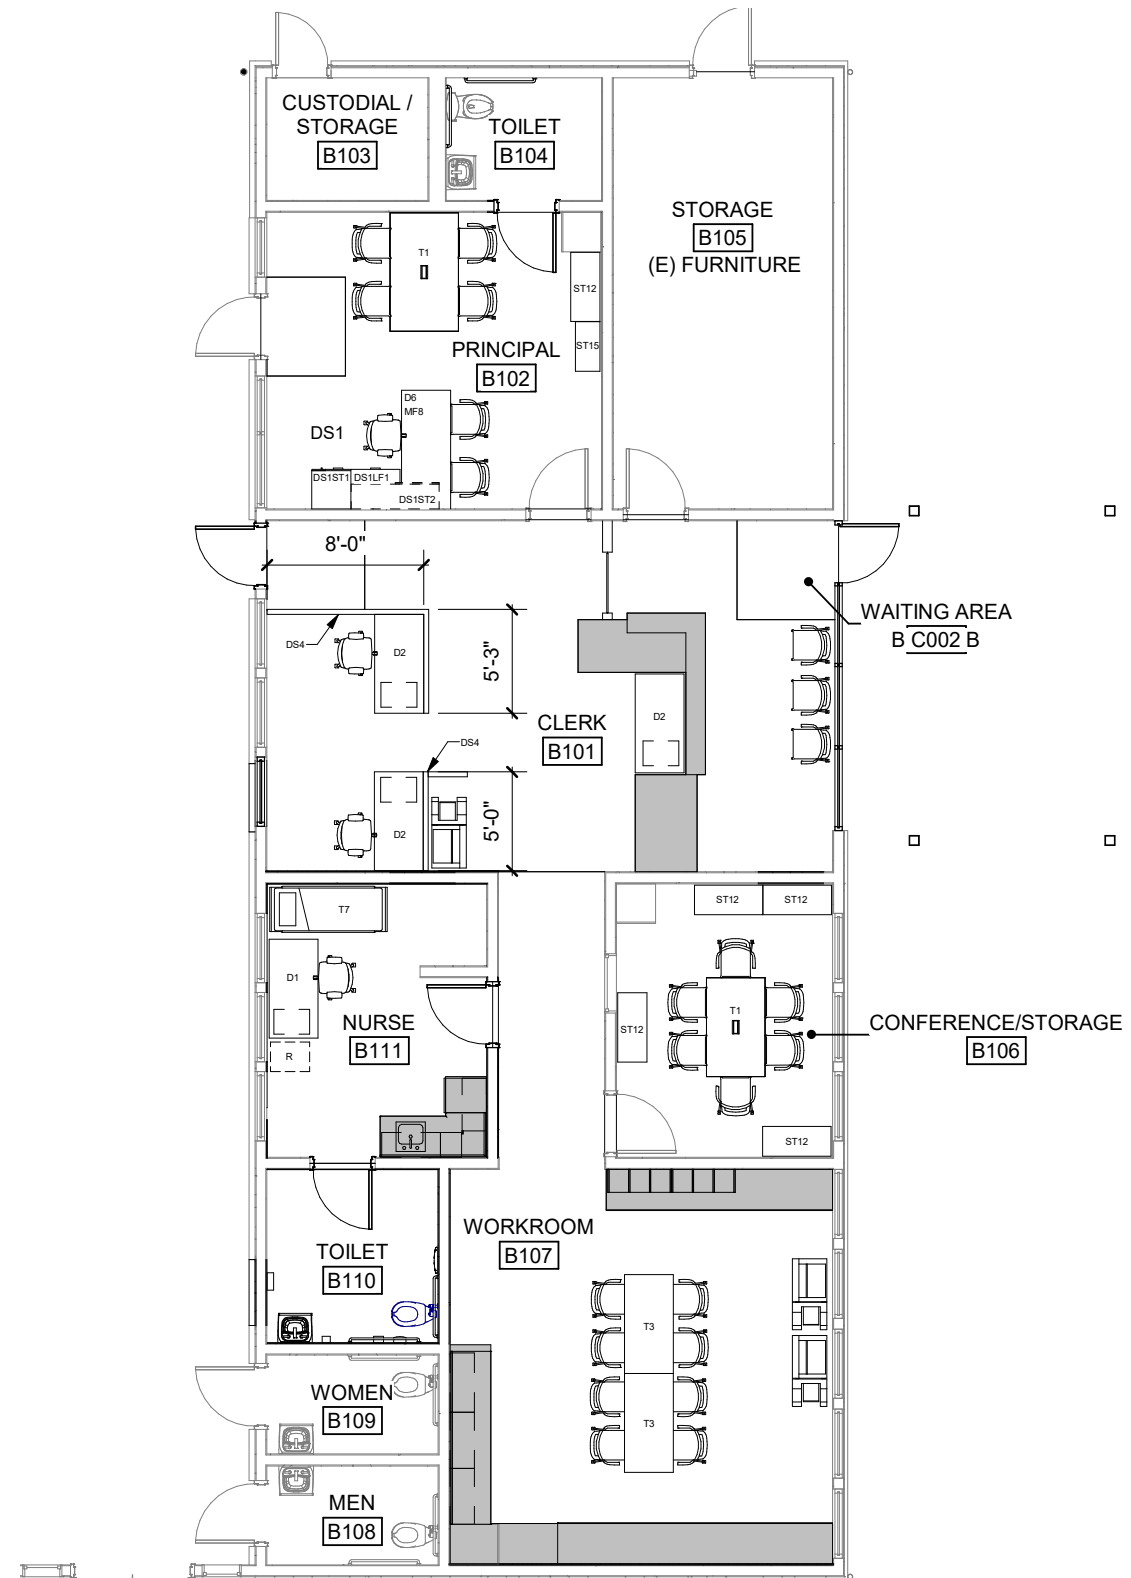 CUSTODIAL /
STORAGE
B103
TOILET
B104
STORAGE
B105
(E) FURNITURE
T1
ST12
ST15
PRINCIPAL
B102
D6
MF8
DS1
DS1ST1
DS1LF1
DS1ST2
8'-0"
WAITING AREA
B C002 B
DS4
D2
5'-3"
CLERK
B101
D2
DS4
D2
5'-0"
T7
ST12
ST12
D1
NURSE
B111
R
ST12
T1
CONFERENCE/STORAGE
B106
ST12
WORKROOM
B107
TOILET
B110
T3
T3
WOMEN
B109
MEN
B108